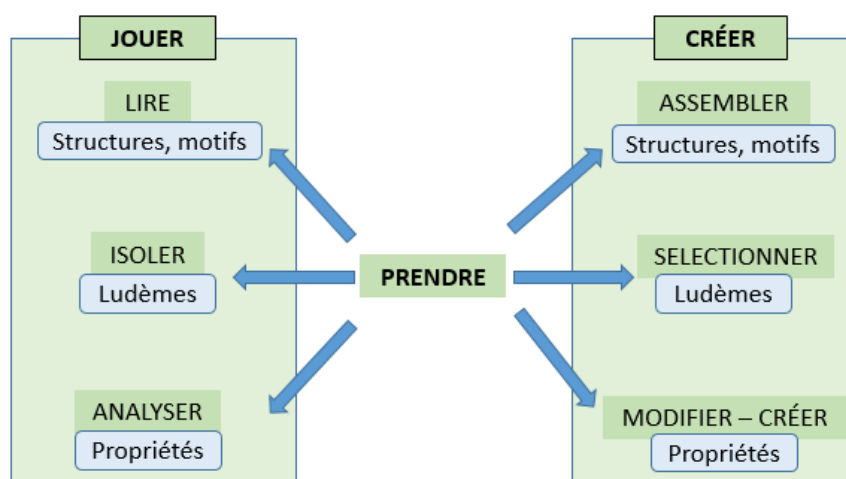 JOUER
LIRE
Structures, motifs
ISOLER
Ludèmes
ANALYSER
Propriétés
PRENDRE
CRÉER
ASSEMBLER
Structures, motifs
SELECTIONNER
Ludèmes
MODIFIER – CRÉER
Propriétés